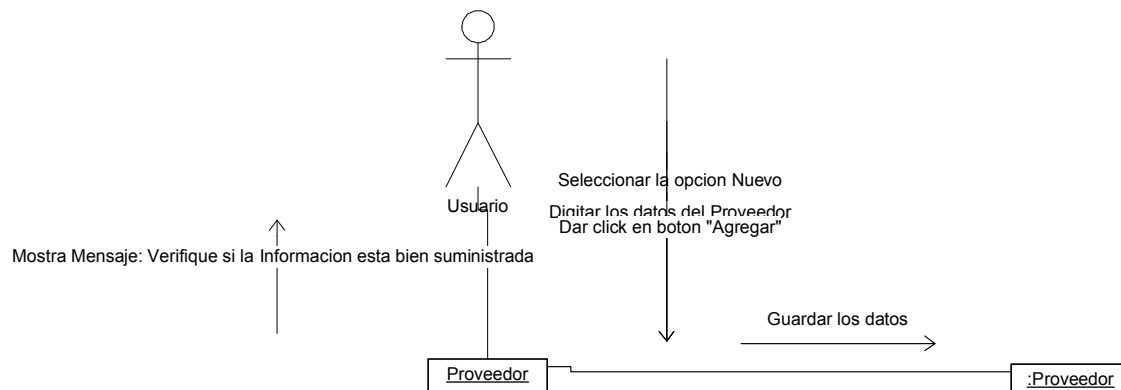 Seleccionar la opcion Nuevo
Usuario
Digitar los datos del Proveedor
Dar click en boton "Agregar"
Mostra Mensaje: Verifique si la Informacion esta bien suministrada
Guardar los datos
Proveedor
:Proveedor